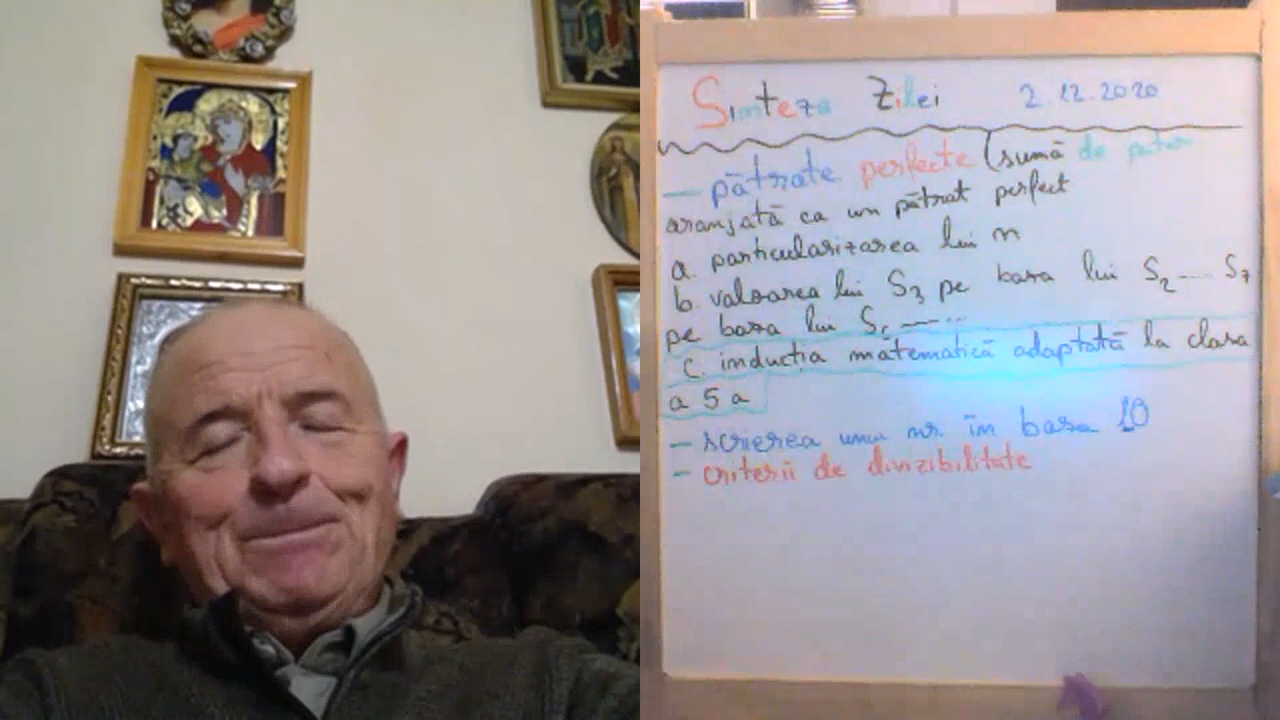 Sinteza Zilei 2.12.2020
- pătrate perfecte (sumă de puteri
aranjată ca un pătrat perfect
a. particularizarea lui n
b. valoarea lui S3 pe baza lui S2 .... S7
pe baza lui S1 ......
c. inducția matematică adaptată la clasa
a 5 a
- scrierea unui nr. în baza 10
- criterii de divizibilitate